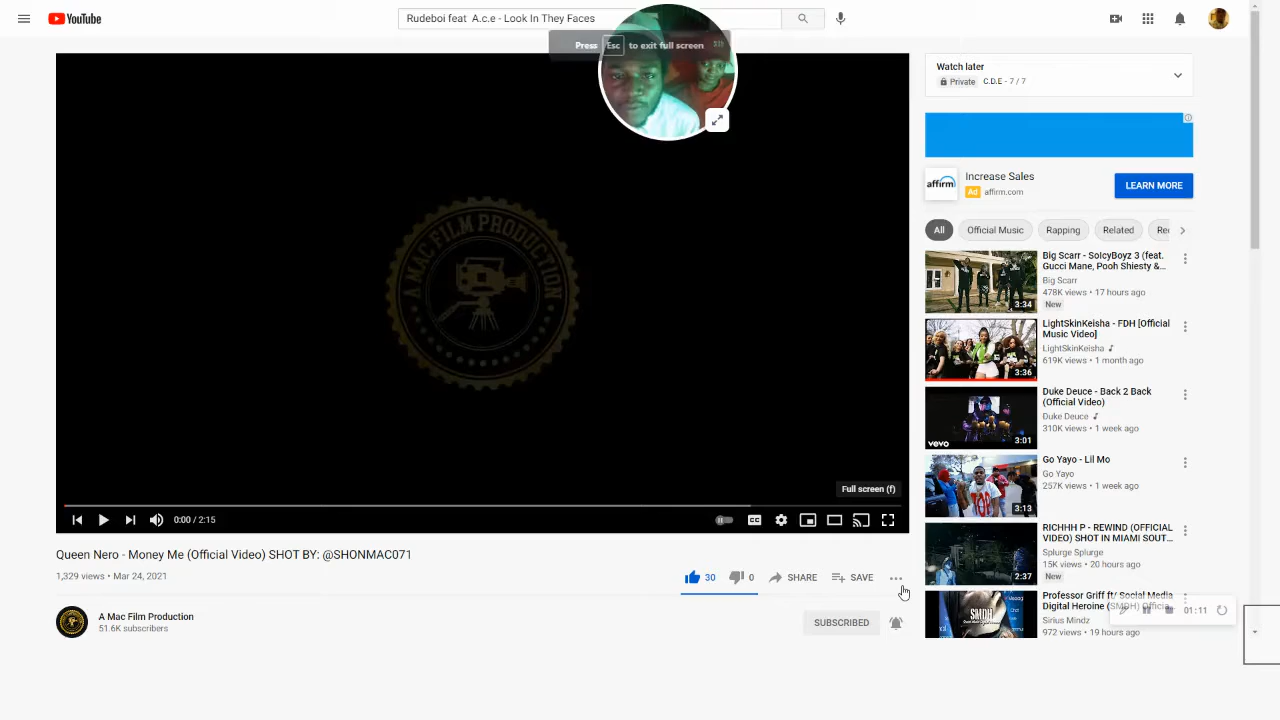 YouTube
Rudeboi feat A.c.e - Look In They Faces
Press Esc to exit full screen
A MAC FILM PRODUCTION
Full screen (f)
0:00 / 2:15
Queen Nero - Money Me (Official Video) SHOT BY: @SHONMAC071
1,329 views • Mar 24, 2021
30
0
SHARE
SAVE
A Mac Film Production
51.6K subscribers
SUBSCRIBED
Watch later
Private
C.D.E - 7 / 7
affirm
Increase Sales
Ad affirm.com
LEARN MORE
All
Official Music
Rapping
Related
3:34
Big Scarr - SoIcyBoyz 3 (feat.
Gucci Mane, Pooh Shiesty &...
Big Scarr
478K views • 17 hours ago
New
3:36
LightSkinKeisha - FDH [Official
Music Video]
LightSkinKeisha
619K views • 1 month ago
vevo
3:01
Duke Deuce - Back 2 Back
(Official Video)
Duke Deuce
310K views • 1 week ago
TOP
3:13
Go Yayo - Lil Mo
Go Yayo
257K views • 1 week ago
2:37
RICHHH P - REWIND (OFFICIAL
VIDEO) SHOT IN MIAMI SOUT...
Splurge Splurge
15K views • 20 hours ago
New
SMDH
Professor Griff ft/ Social Media
Digital Heroine (SMDH) Officia...
Sirius Mindz
972 views • 19 hours ago
01:11